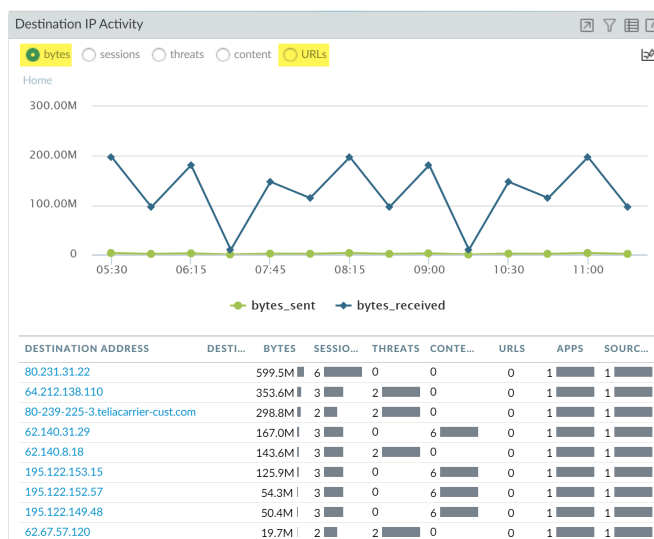 Destination IP Activity
bytes sessions threats content URLs
Home
300.00M
200.00M
100.00M
0
05:30 06:15 07:45 08:15 09:00 10:30 11:00
bytes_sent bytes_received
DESTINATION ADDRESS DESTI... BYTES SESSIO... THREATS CONTE... URLS APPS SOURC...
80.231.31.22 599.5M 6 0 0 0 1 1
64.212.138.110 353.6M 3 2 0 0 1 1
80-239-225-3.teliacarrier-cust.com 298.8M 2 2 0 0 1 1
62.140.31.29 167.0M 3 0 6 0 1 1
62.140.8.18 143.6M 3 2 0 0 1 1
195.122.153.15 125.9M 3 0 6 0 1 1
195.122.152.57 54.3M 3 0 6 0 1 1
195.122.149.48 50.4M 3 0 6 0 1 1
62.67.57.120 19.7M 2 2 0 0 1 1